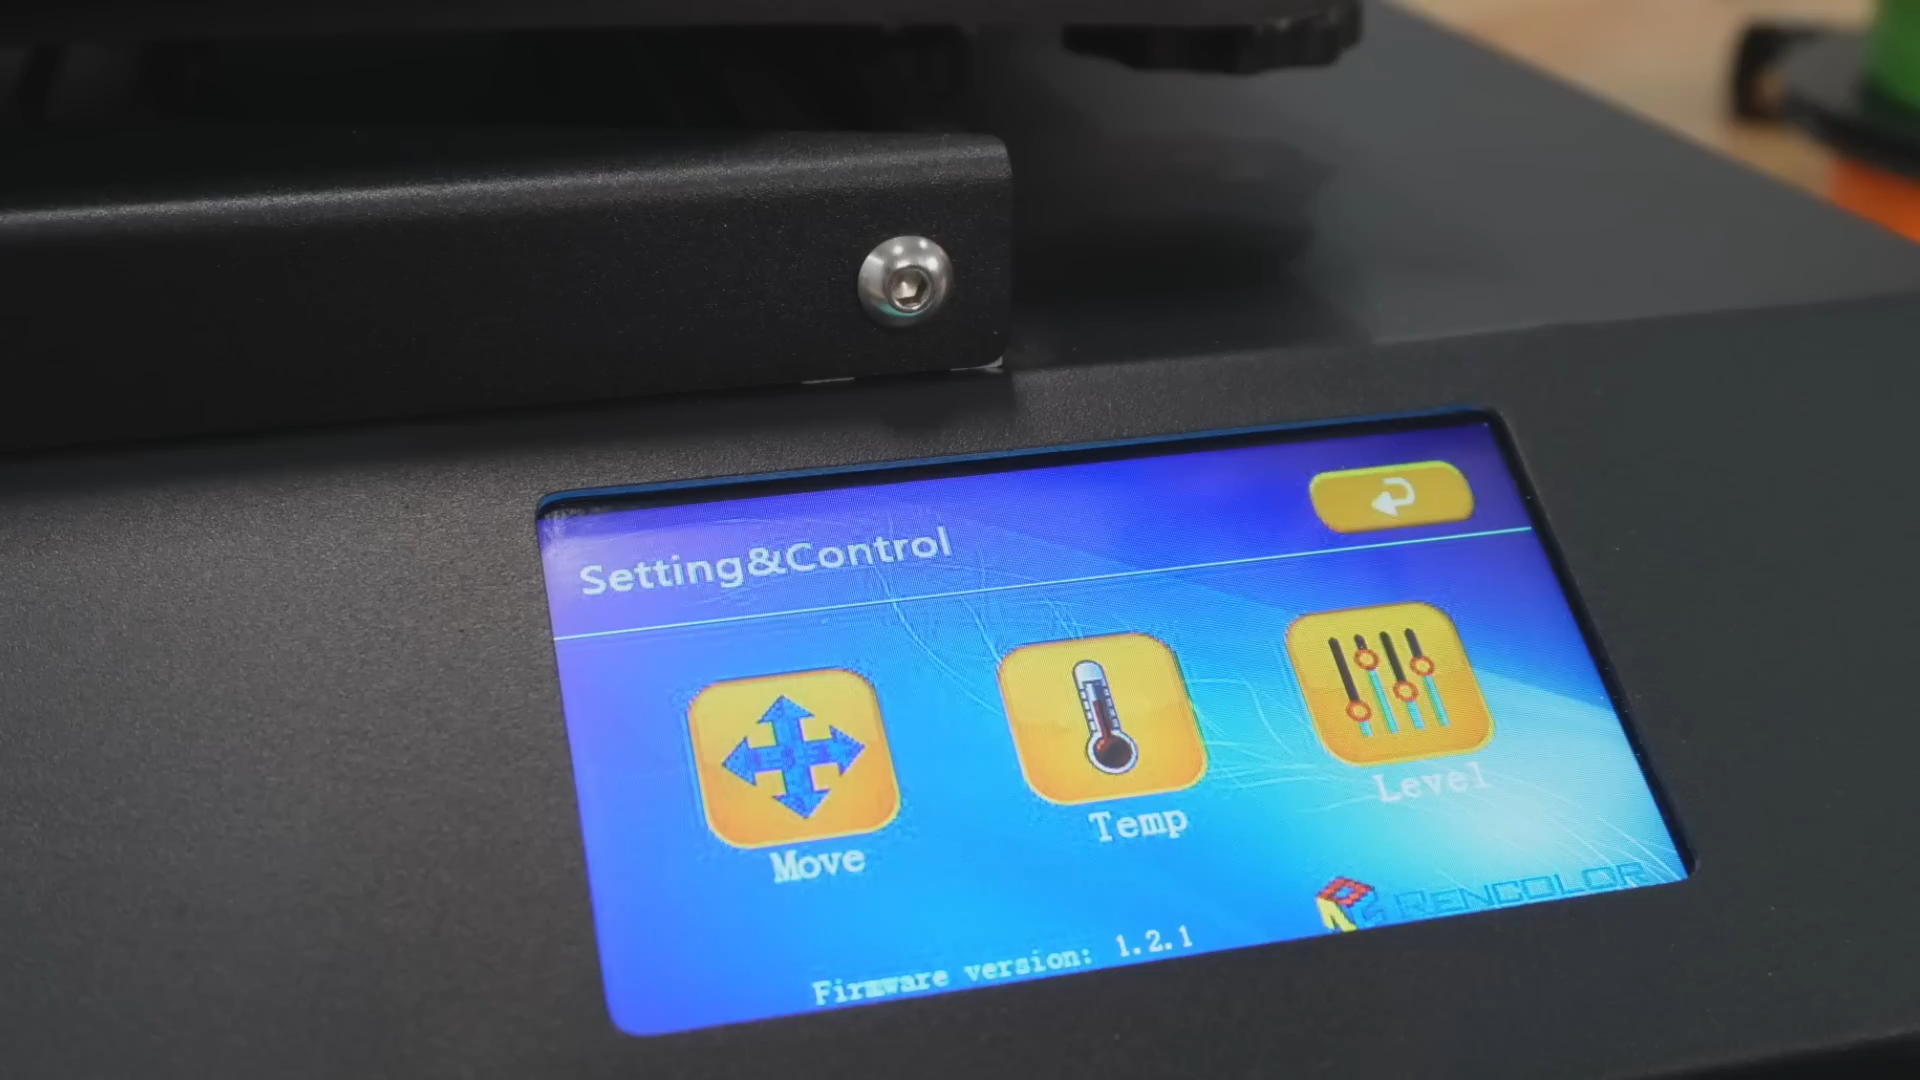 Setting&Control
Move
Temp
Level
RENCOLOR
Firmware version: 1.2.1